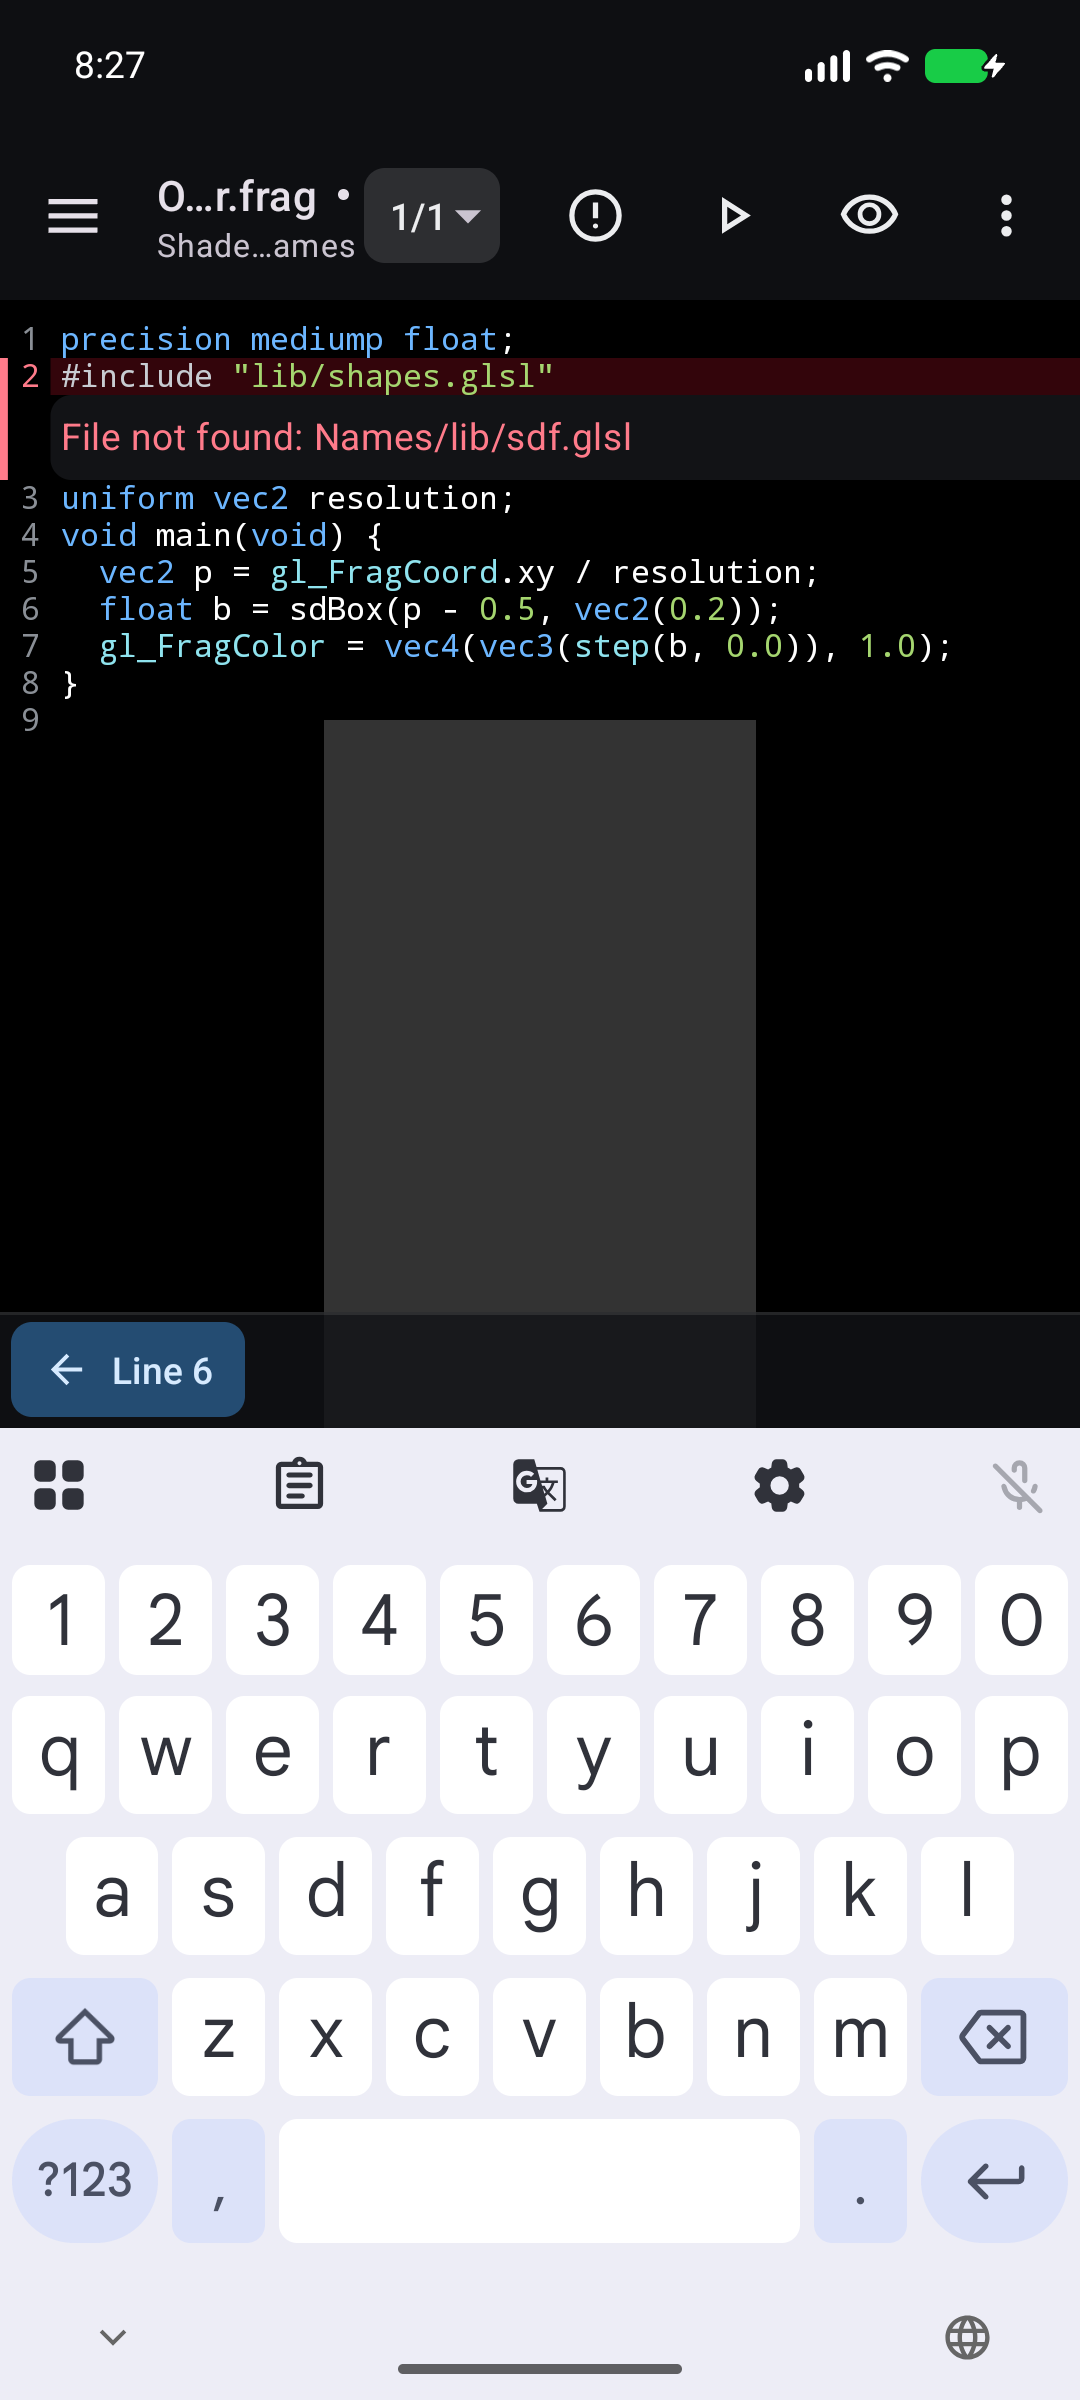 8:27
O…r.frag •
Shade…ames
1/1
1 precision mediump float;
2 #include "lib/shapes.glsl"
File not found: Names/lib/sdf.glsl
3 uniform vec2 resolution;
4 void main(void) {
5   vec2 p = gl_FragCoord.xy / resolution;
6   float b = sdBox(p - 0.5, vec2(0.2));
7   gl_FragColor = vec4(vec3(step(b, 0.0)), 1.0);
8 }
9
Line 6
1 2 3 4 5 6 7 8 9 0
q w e r t y u i o p
a s d f g h j k l
z x c v b n m
?123 , .